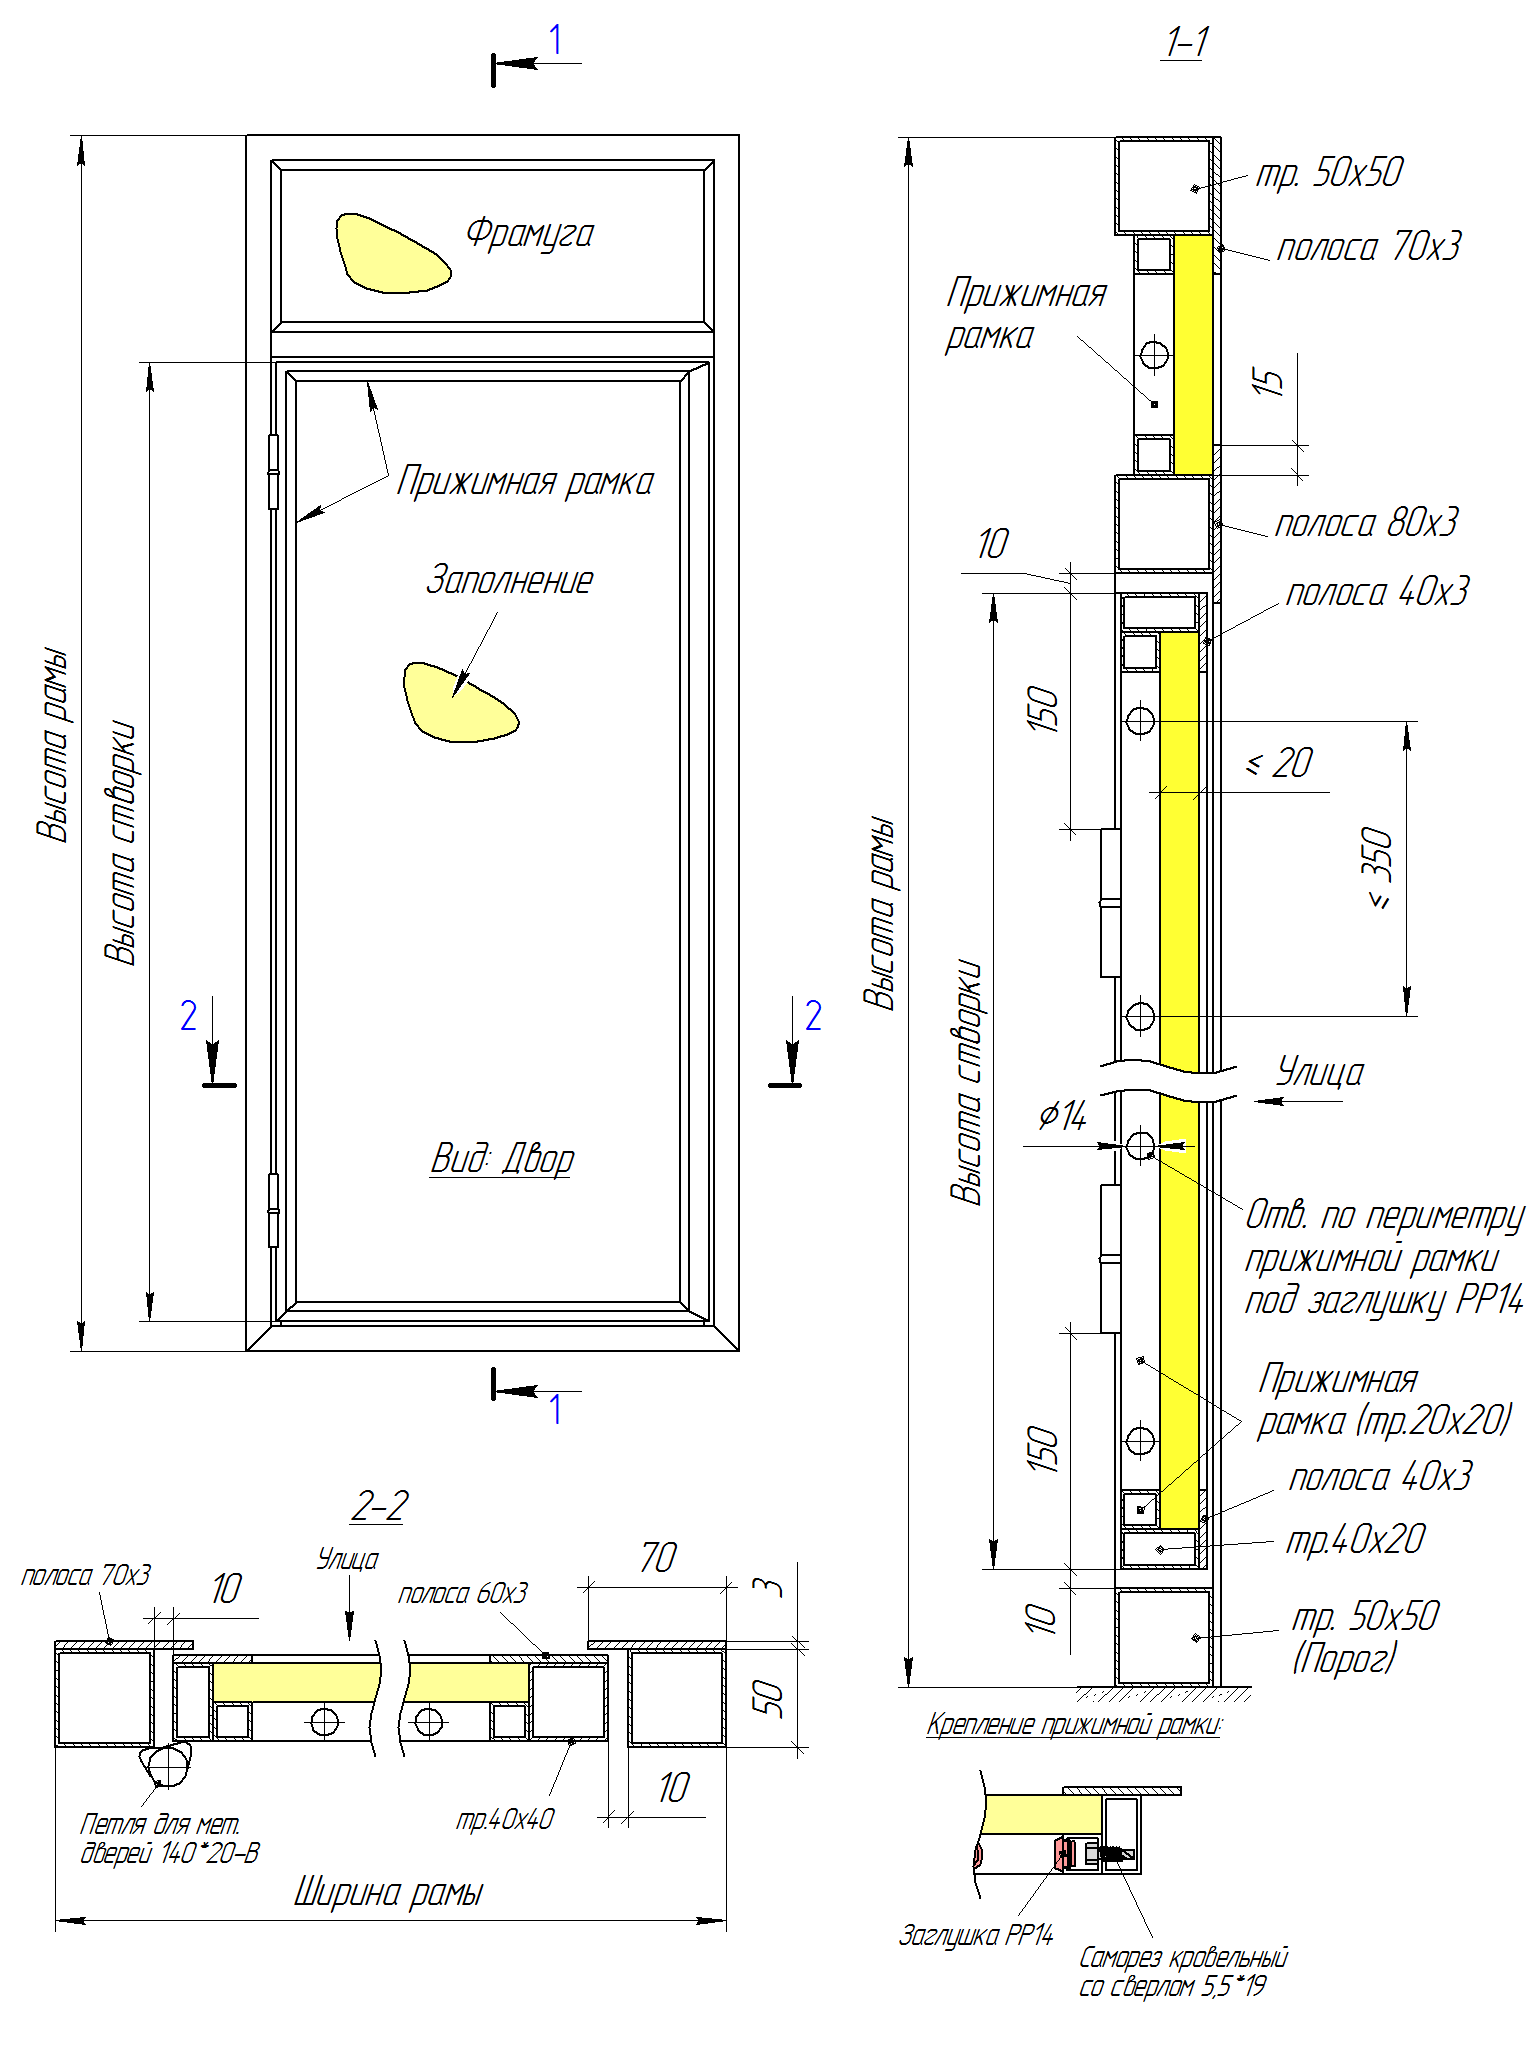 1
1-1
Фрамуга
Прижимная рамка
Заполнение
Высота рамы
Высота створки
2
2
Вид: Двор
1
тр. 50х50
полоса 70х3
Прижимная
рамка
15
полоса 80х3
10
полоса 40х3
150
≤ 20
≤ 350
Высота рамы
Высота створки
Улица
⌀14
Отв. по периметру
прижимной рамки
под заглушку РР14
Прижимная
рамка (тр.20х20)
150
полоса 40х3
тр.40х20
10
тр. 50х50
(Порог)
2-2
полоса 70х3
10
Улица
полоса 60х3
70
3
50
10
Петля для мет.
дверей 140*20-В
тр.40х40
Ширина рамы
Крепление прижимной рамки:
Заглушка РР14
Саморез кровельный
со сверлом 5,5*19